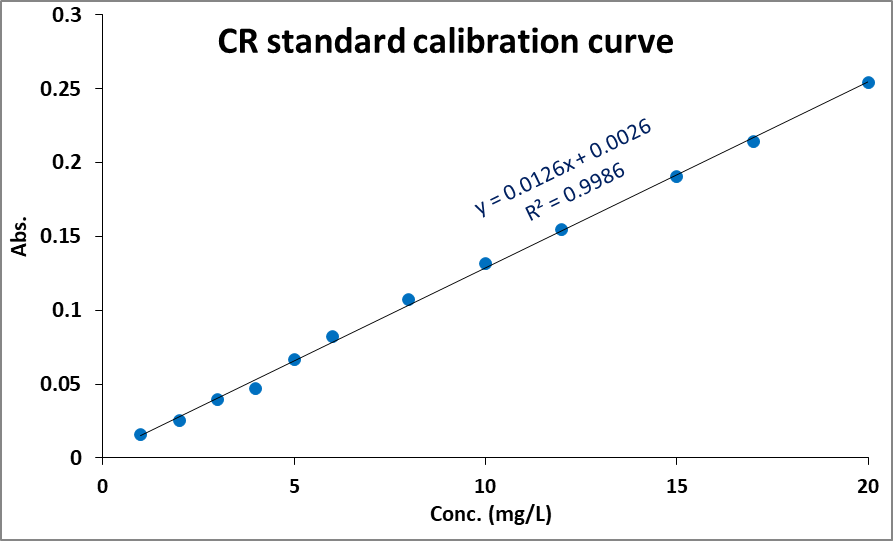 CR standard calibration curve
0.3
0.25
0.2
0.15
0.1
0.05
0
Abs.
y = 0.0126x + 0.0026
R² = 0.9986
0 5 10 15 20
Conc. (mg/L)